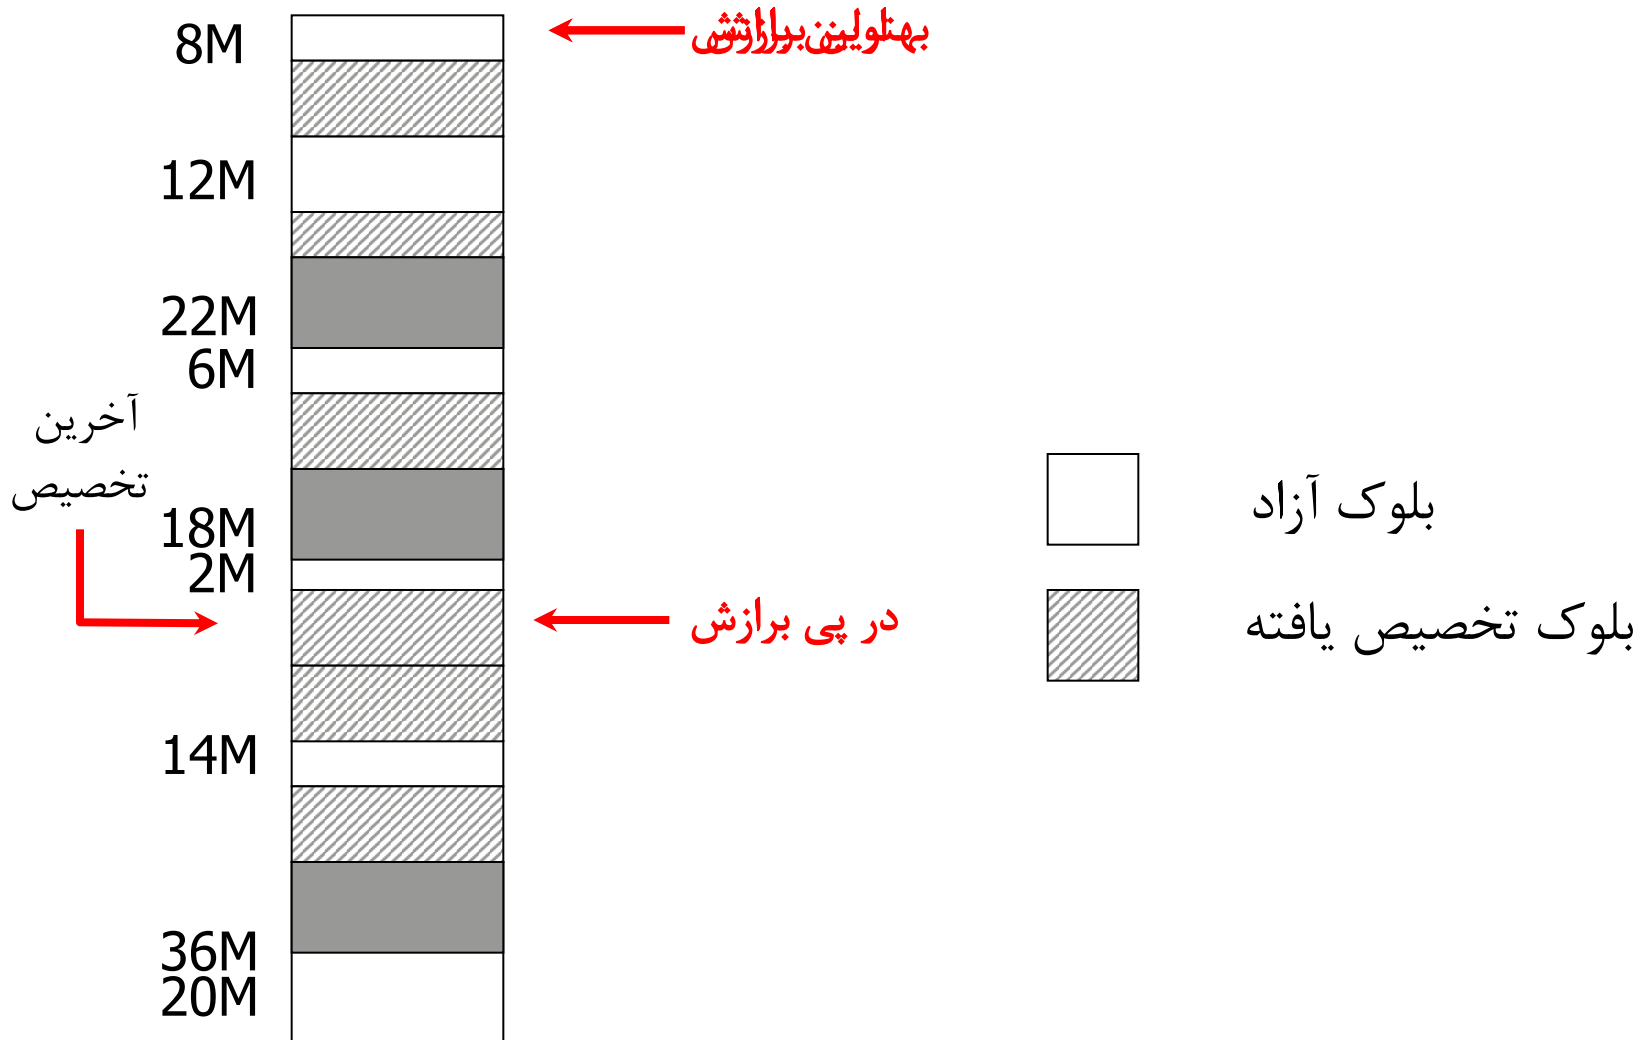 8M
12M
22M
6M
آخرین
تخصیص
18M
2M
در پی برازش
14M
36M
20M
بلوک آزاد
بلوک تخصیص یافته